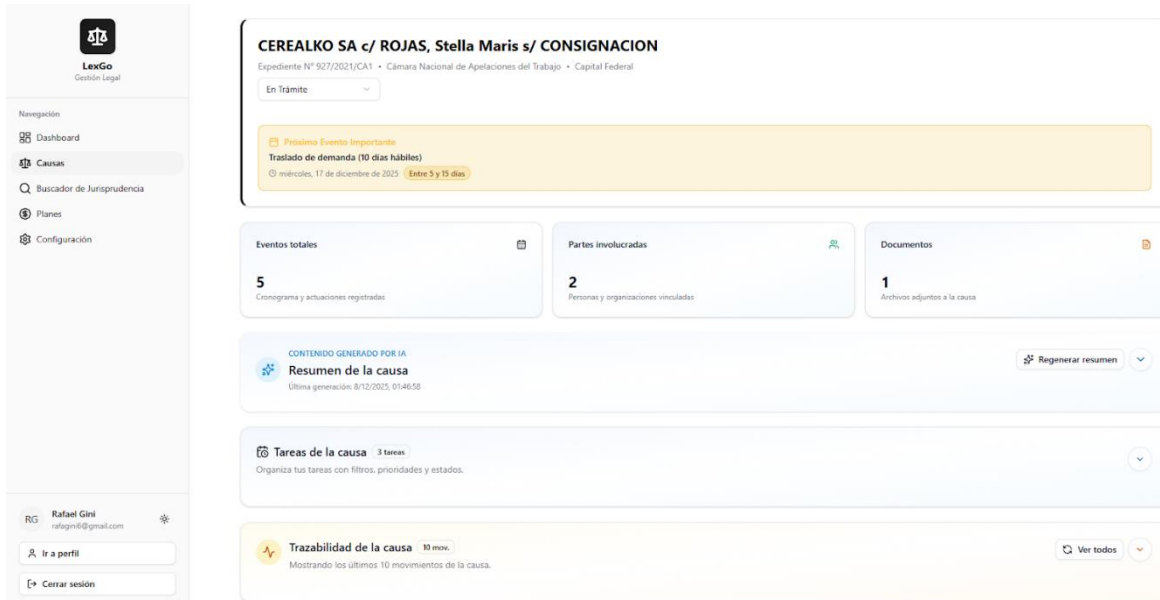 LexGo
Gestión Legal
Navegación
Dashboard
Causas
Buscador de Jurisprudencia
Planes
Configuración
RG
Rafael Gini
rafagini6@gmail.com
Ir a perfil
Cerrar sesión
CEREALKO SA c/ ROJAS, Stella Maris s/ CONSIGNACION
Expediente N° 927/2021/CA1 • Cámara Nacional de Apelaciones del Trabajo • Capital Federal
En Trámite
Próximo Evento Importante
Traslado de demanda (10 días hábiles)
miércoles, 17 de diciembre de 2025 Entre 5 y 15 días
Eventos totales
5
Cronograma y actuaciones registradas
Partes involucradas
2
Personas y organizaciones vinculadas
Documentos
1
Archivos adjuntos a la causa
CONTENIDO GENERADO POR IA
Resumen de la causa
Última generación: 8/12/2025, 01:46:58
Regenerar resumen
Tareas de la causa 3 tareas
Organiza tus tareas con filtros, prioridades y estados.
Trazabilidad de la causa 10 mov.
Mostrando los últimos 10 movimientos de la causa.
Ver todos